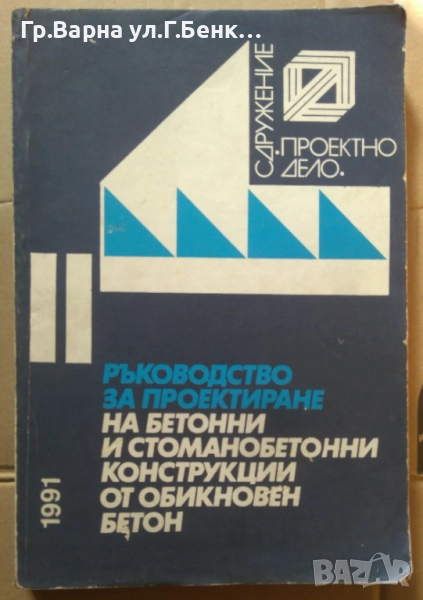 Гр.Варна ул.Г.Бенк...
СДРУЖЕНИЕ
„ПРОЕКТНО
ДЕЛО“
II
РЪКОВОДСТВО
ЗА ПРОЕКТИРАНЕ
НА БЕТОННИ
И СТОМАНОБЕТОННИ
КОНСТРУКЦИИ
ОТ ОБИКНОВЕН
БЕТОН
1991
BAZAR